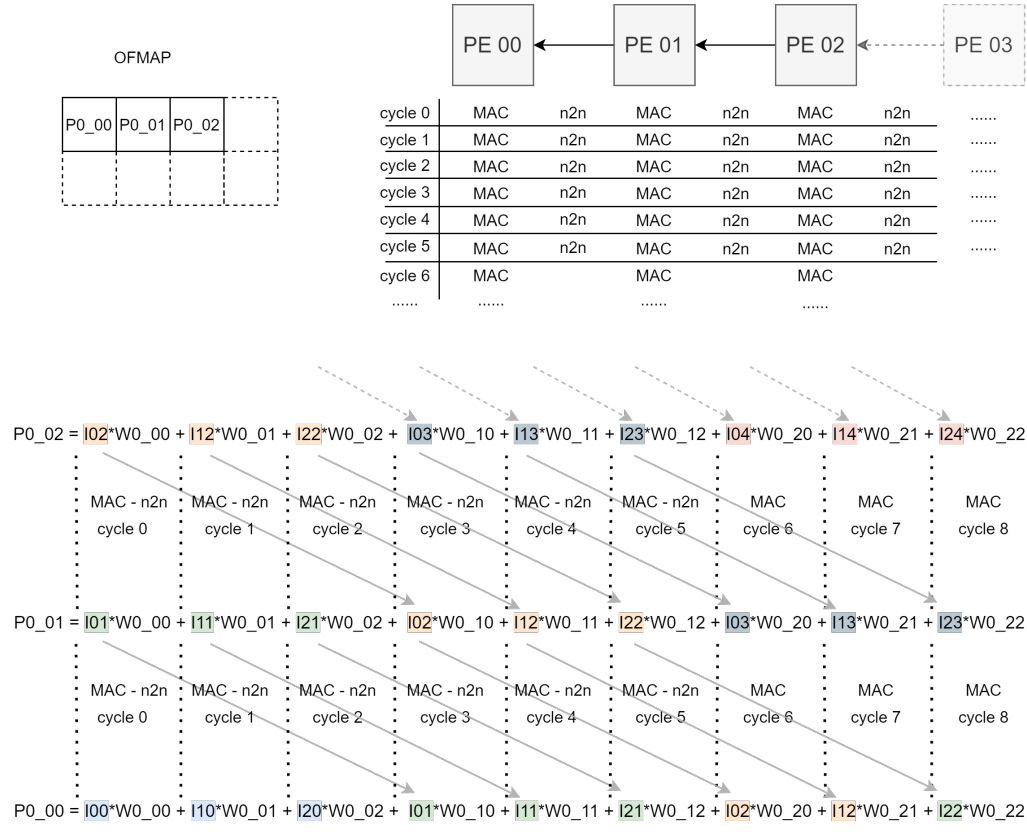 PE 00 PE 01 PE 02 PE 03
OFMAP
P0_00 P0_01 P0_02
cycle 0 MAC n2n MAC n2n MAC n2n ......
cycle 1 MAC n2n MAC n2n MAC n2n ......
cycle 2 MAC n2n MAC n2n MAC n2n ......
cycle 3 MAC n2n MAC n2n MAC n2n ......
cycle 4 MAC n2n MAC n2n MAC n2n ......
cycle 5 MAC n2n MAC n2n MAC n2n ......
cycle 6 MAC MAC MAC
...... ...... ...... ......
P0_02 = I02*W0_00 + I12*W0_01 + I22*W0_02 + I03*W0_10 + I13*W0_11 + I23*W0_12 + I04*W0_20 + I14*W0_21 + I24*W0_22
MAC - n2n MAC - n2n MAC - n2n MAC - n2n MAC - n2n MAC - n2n MAC MAC MAC
cycle 0 cycle 1 cycle 2 cycle 3 cycle 4 cycle 5 cycle 6 cycle 7 cycle 8
P0_01 = I01*W0_00 + I11*W0_01 + I21*W0_02 + I02*W0_10 + I12*W0_11 + I22*W0_12 + I03*W0_20 + I13*W0_21 + I23*W0_22
MAC - n2n MAC - n2n MAC - n2n MAC - n2n MAC - n2n MAC - n2n MAC MAC MAC
cycle 0 cycle 1 cycle 2 cycle 3 cycle 4 cycle 5 cycle 6 cycle 7 cycle 8
P0_00 = I00*W0_00 + I10*W0_01 + I20*W0_02 + I01*W0_10 + I11*W0_11 + I21*W0_12 + I02*W0_20 + I12*W0_21 + I22*W0_22